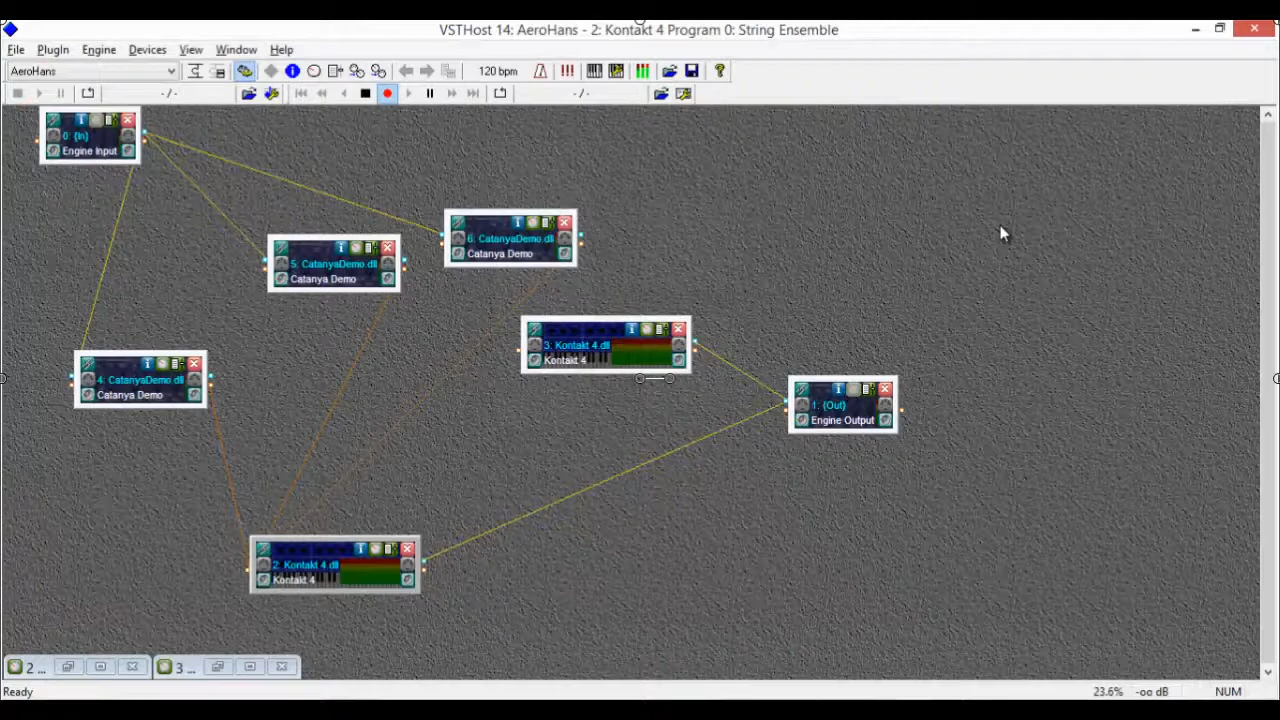 VSTHost 14: AeroHans - 2: Kontakt 4 Program 0: String Ensemble
File PlugIn Engine Devices View Window Help
AeroHans 120 bpm
-/- -/-
0: {In}
Engine Input
6: CatanyaDemo.dll
Catanya Demo
5: CatanyaDemo.dll
Catanya Demo
3: Kontakt 4.dll
Kontakt 4
4: CatanyaDemo.dll
Catanya Demo
1: {Out}
Engine Output
2: Kontakt 4.dll
Kontakt 4
2 ... 3 ...
Ready 23.6% -oo dB NUM